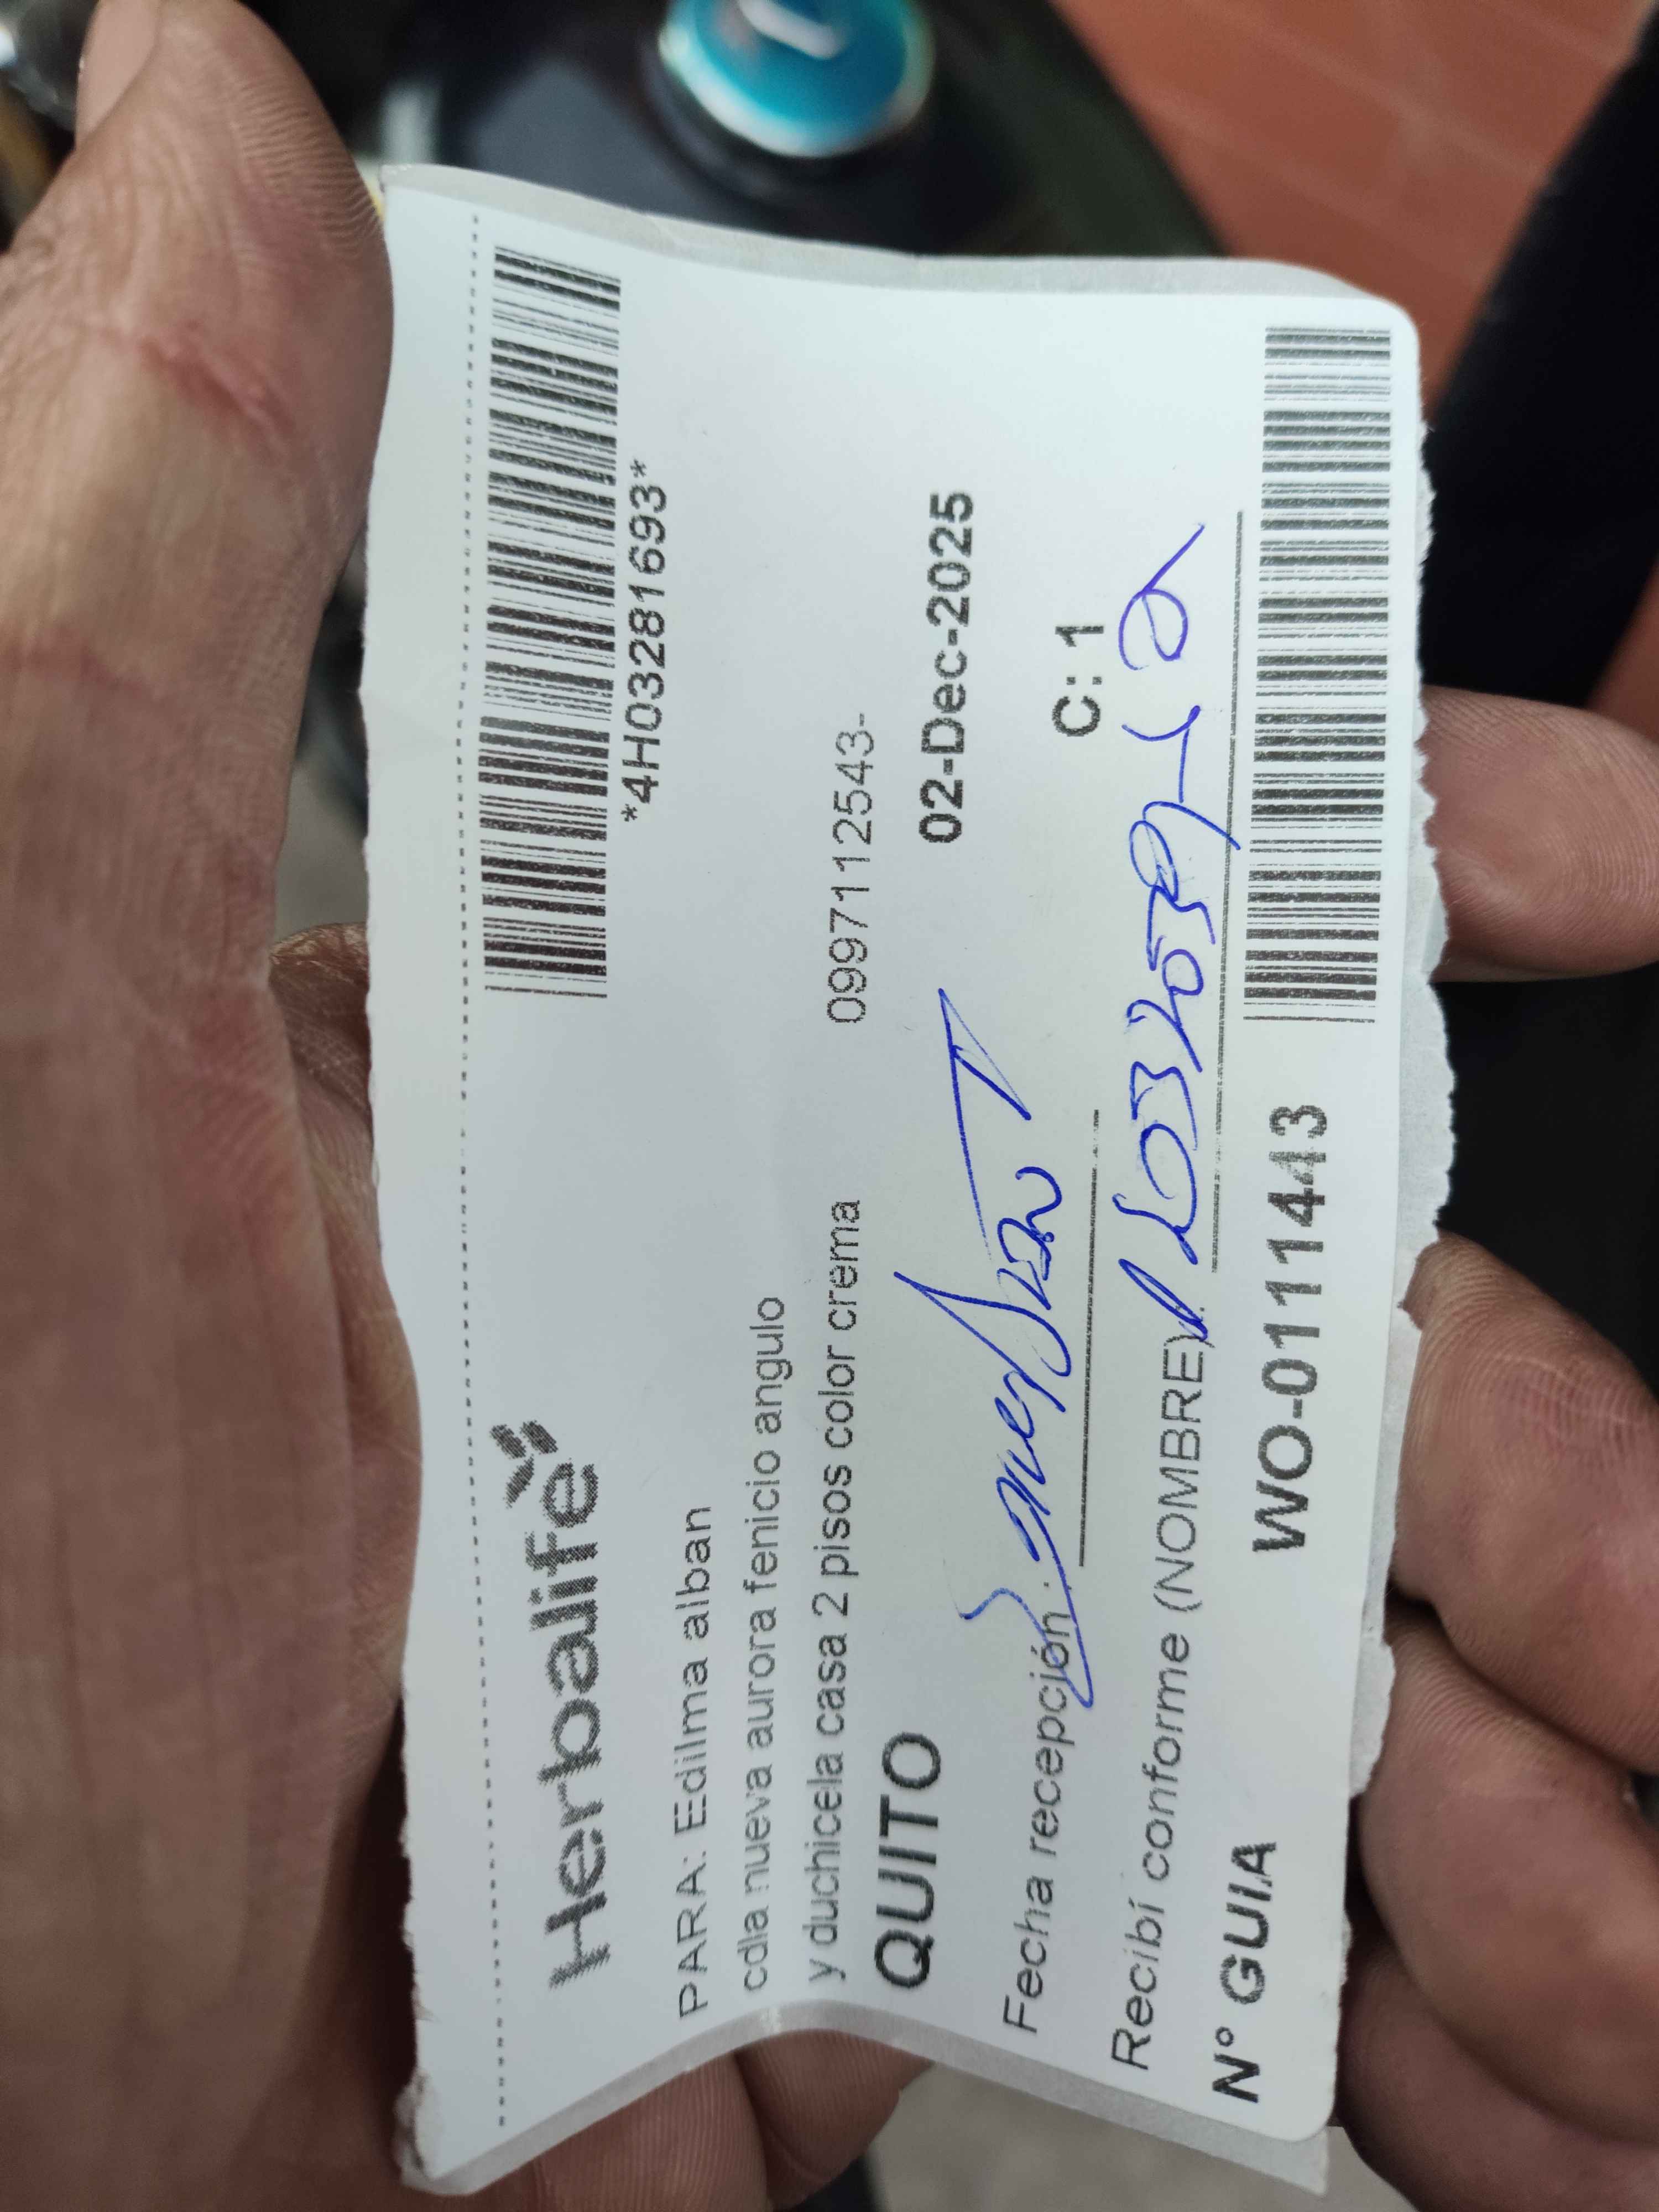 Herbalife
*4H03281693*
PARA: Edilma alban
cdla nueva aurora fenicio angulo
y duchicela casa 2 pisos color crema 0997112543-
QUITO 02-Dec-2025
Fecha recepción.
C: 1
Recibí conforme (NOMBRE).
N° GUIA WO-0111443